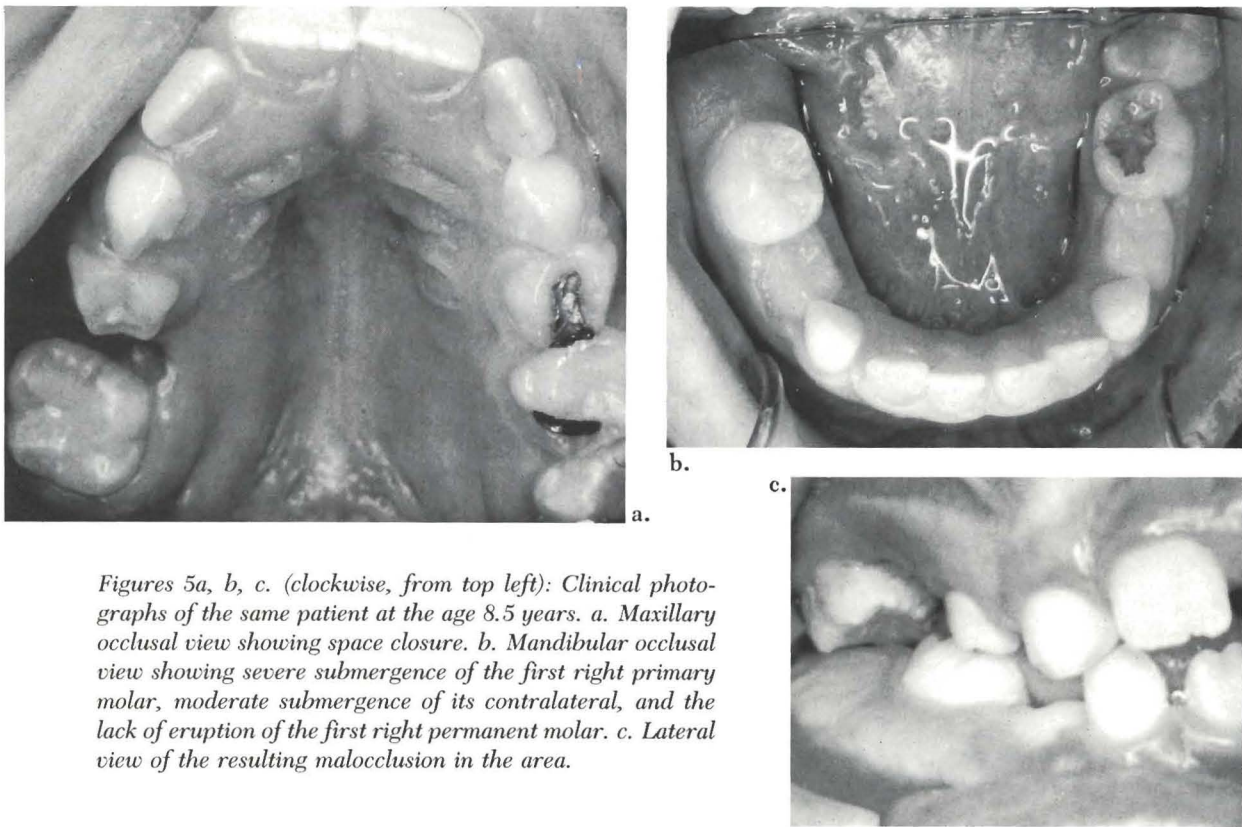 a.
b.
c.
Figures 5a, b, c. (clockwise, from top left): Clinical photo-
graphs of the same patient at the age 8.5 years. a. Maxillary
occlusal view showing space closure. b. Mandibular occlusal
view showing severe submergence of the first right primary
molar, moderate submergence of its contralateral, and the
lack of eruption of the first right permanent molar. c. Lateral
view of the resulting malocclusion in the area.